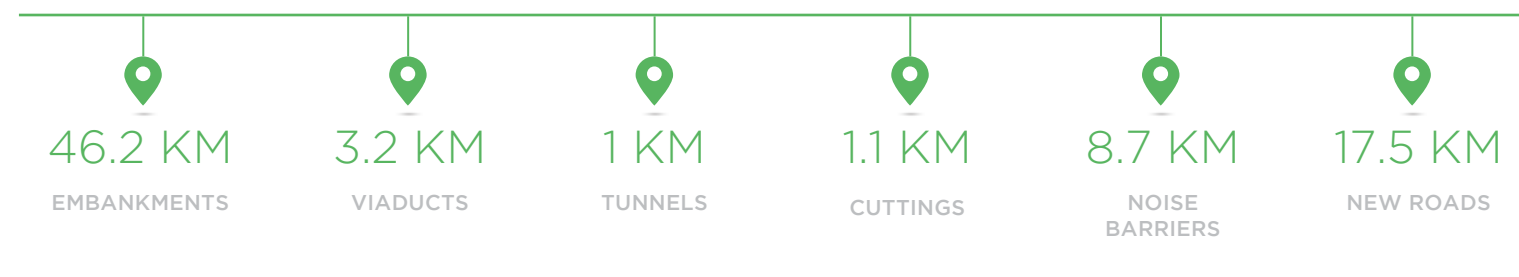 46.2 KM
EMBANKMENTS
3.2 KM
VIADUCTS
1 KM
TUNNELS
1.1 KM
CUTTINGS
8.7 KM
NOISE
BARRIERS
17.5 KM
NEW ROADS